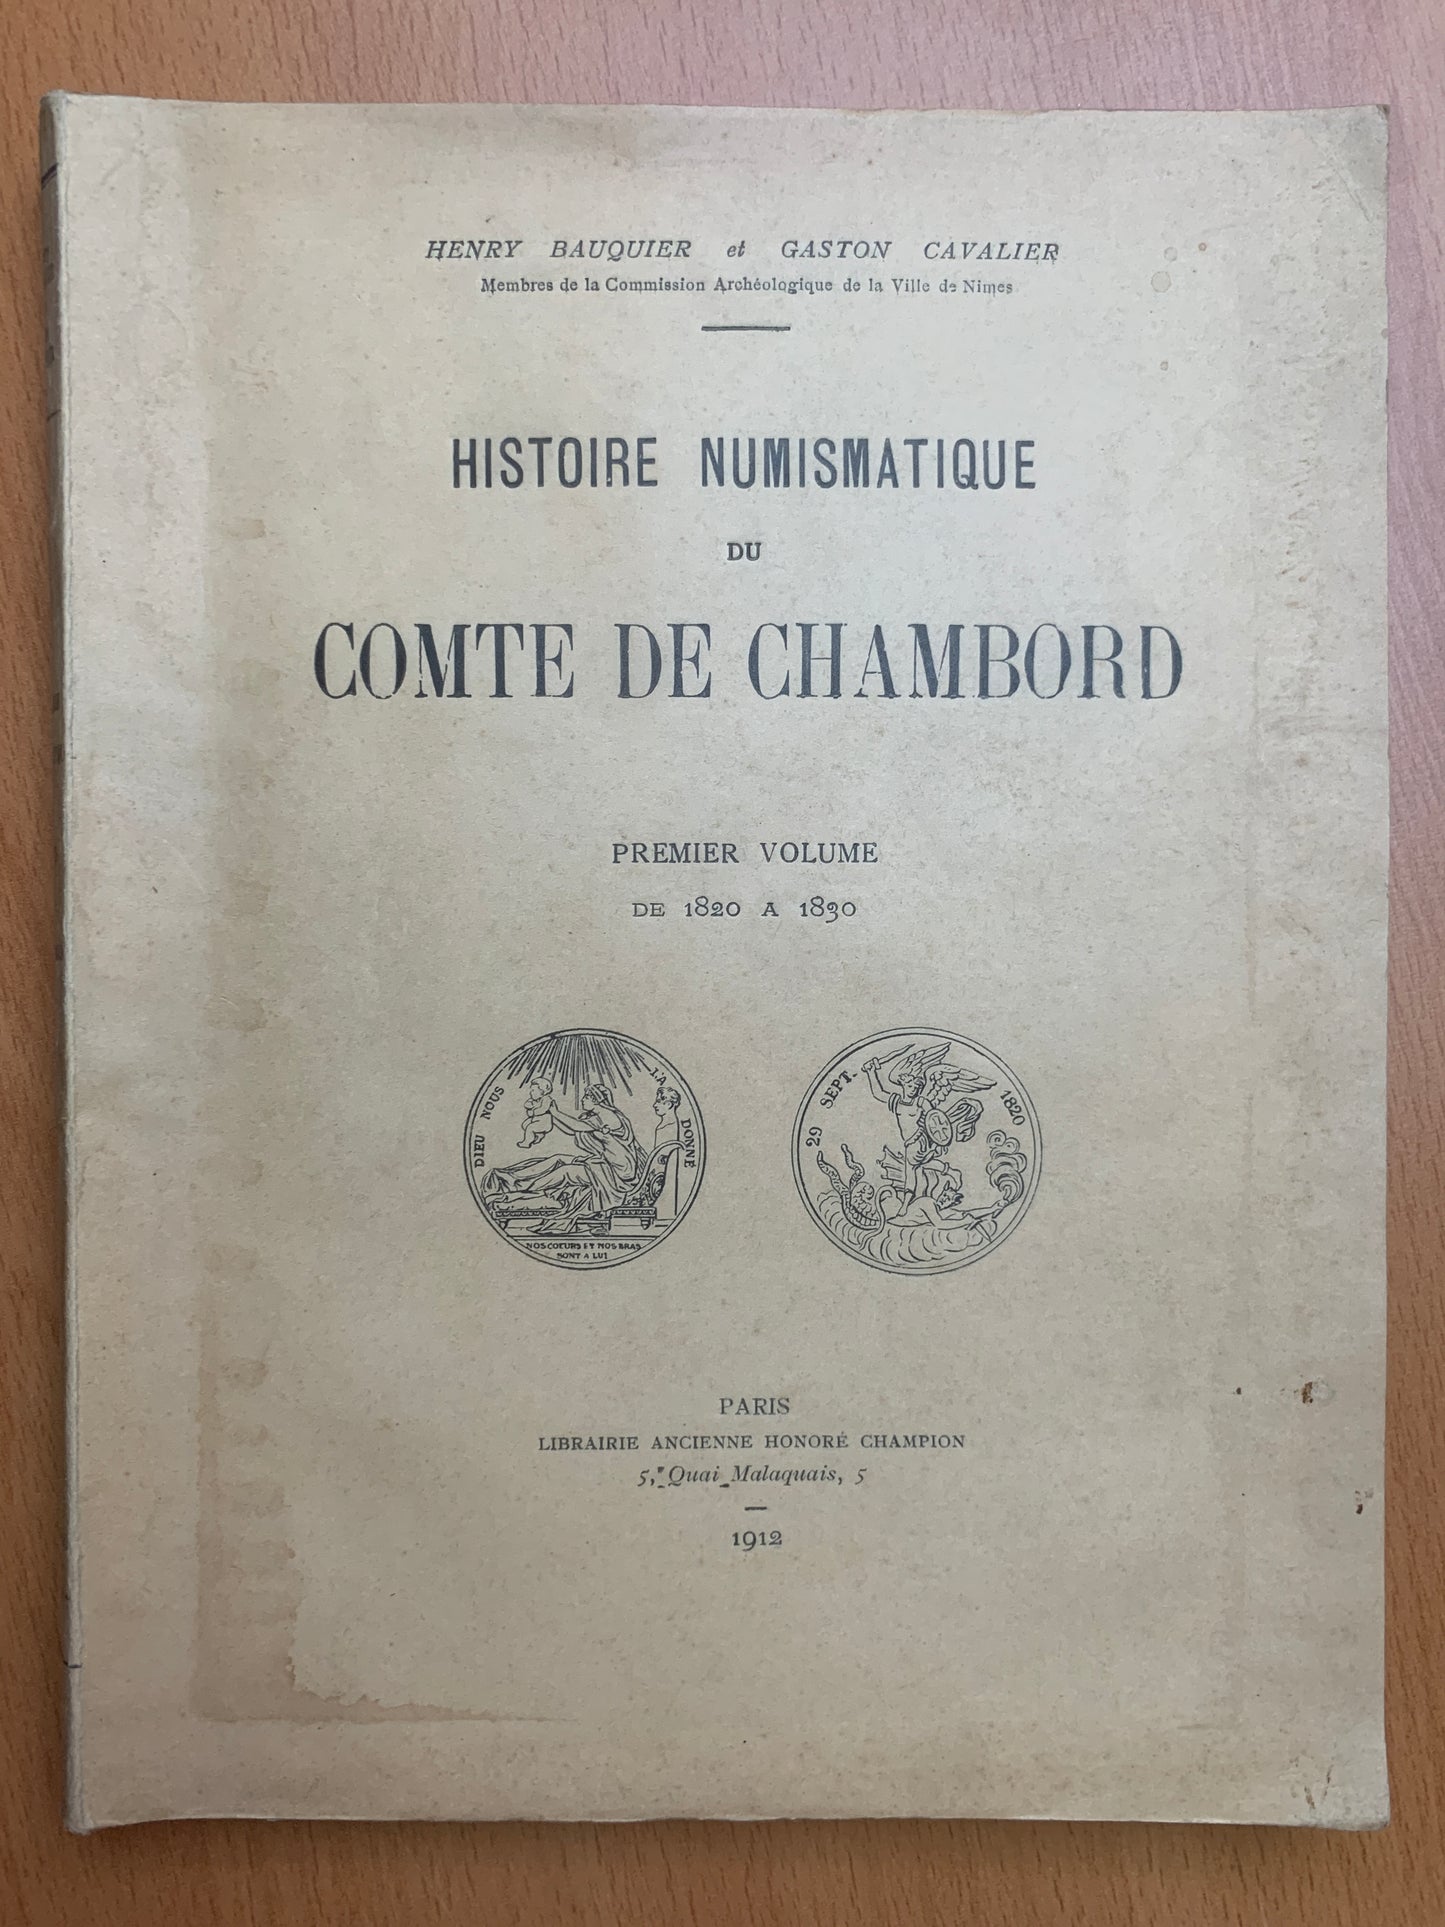 HENRY BAUQUIER et GASTON CAVALIER
Membres de la Commission Archéologique de la Ville de Nimes
HISTOIRE NUMISMATIQUE
DU
COMTE DE CHAMBORD
PREMIER VOLUME
DE 1820 A 1830
DIEU NOUS L'A DONNÉ
NOS COEURS ET NOS BRAS
SONT A LUI
29 SEPT. 1820
PARIS
LIBRAIRIE ANCIENNE HONORÉ CHAMPION
5, Quai Malaquais, 5
1912